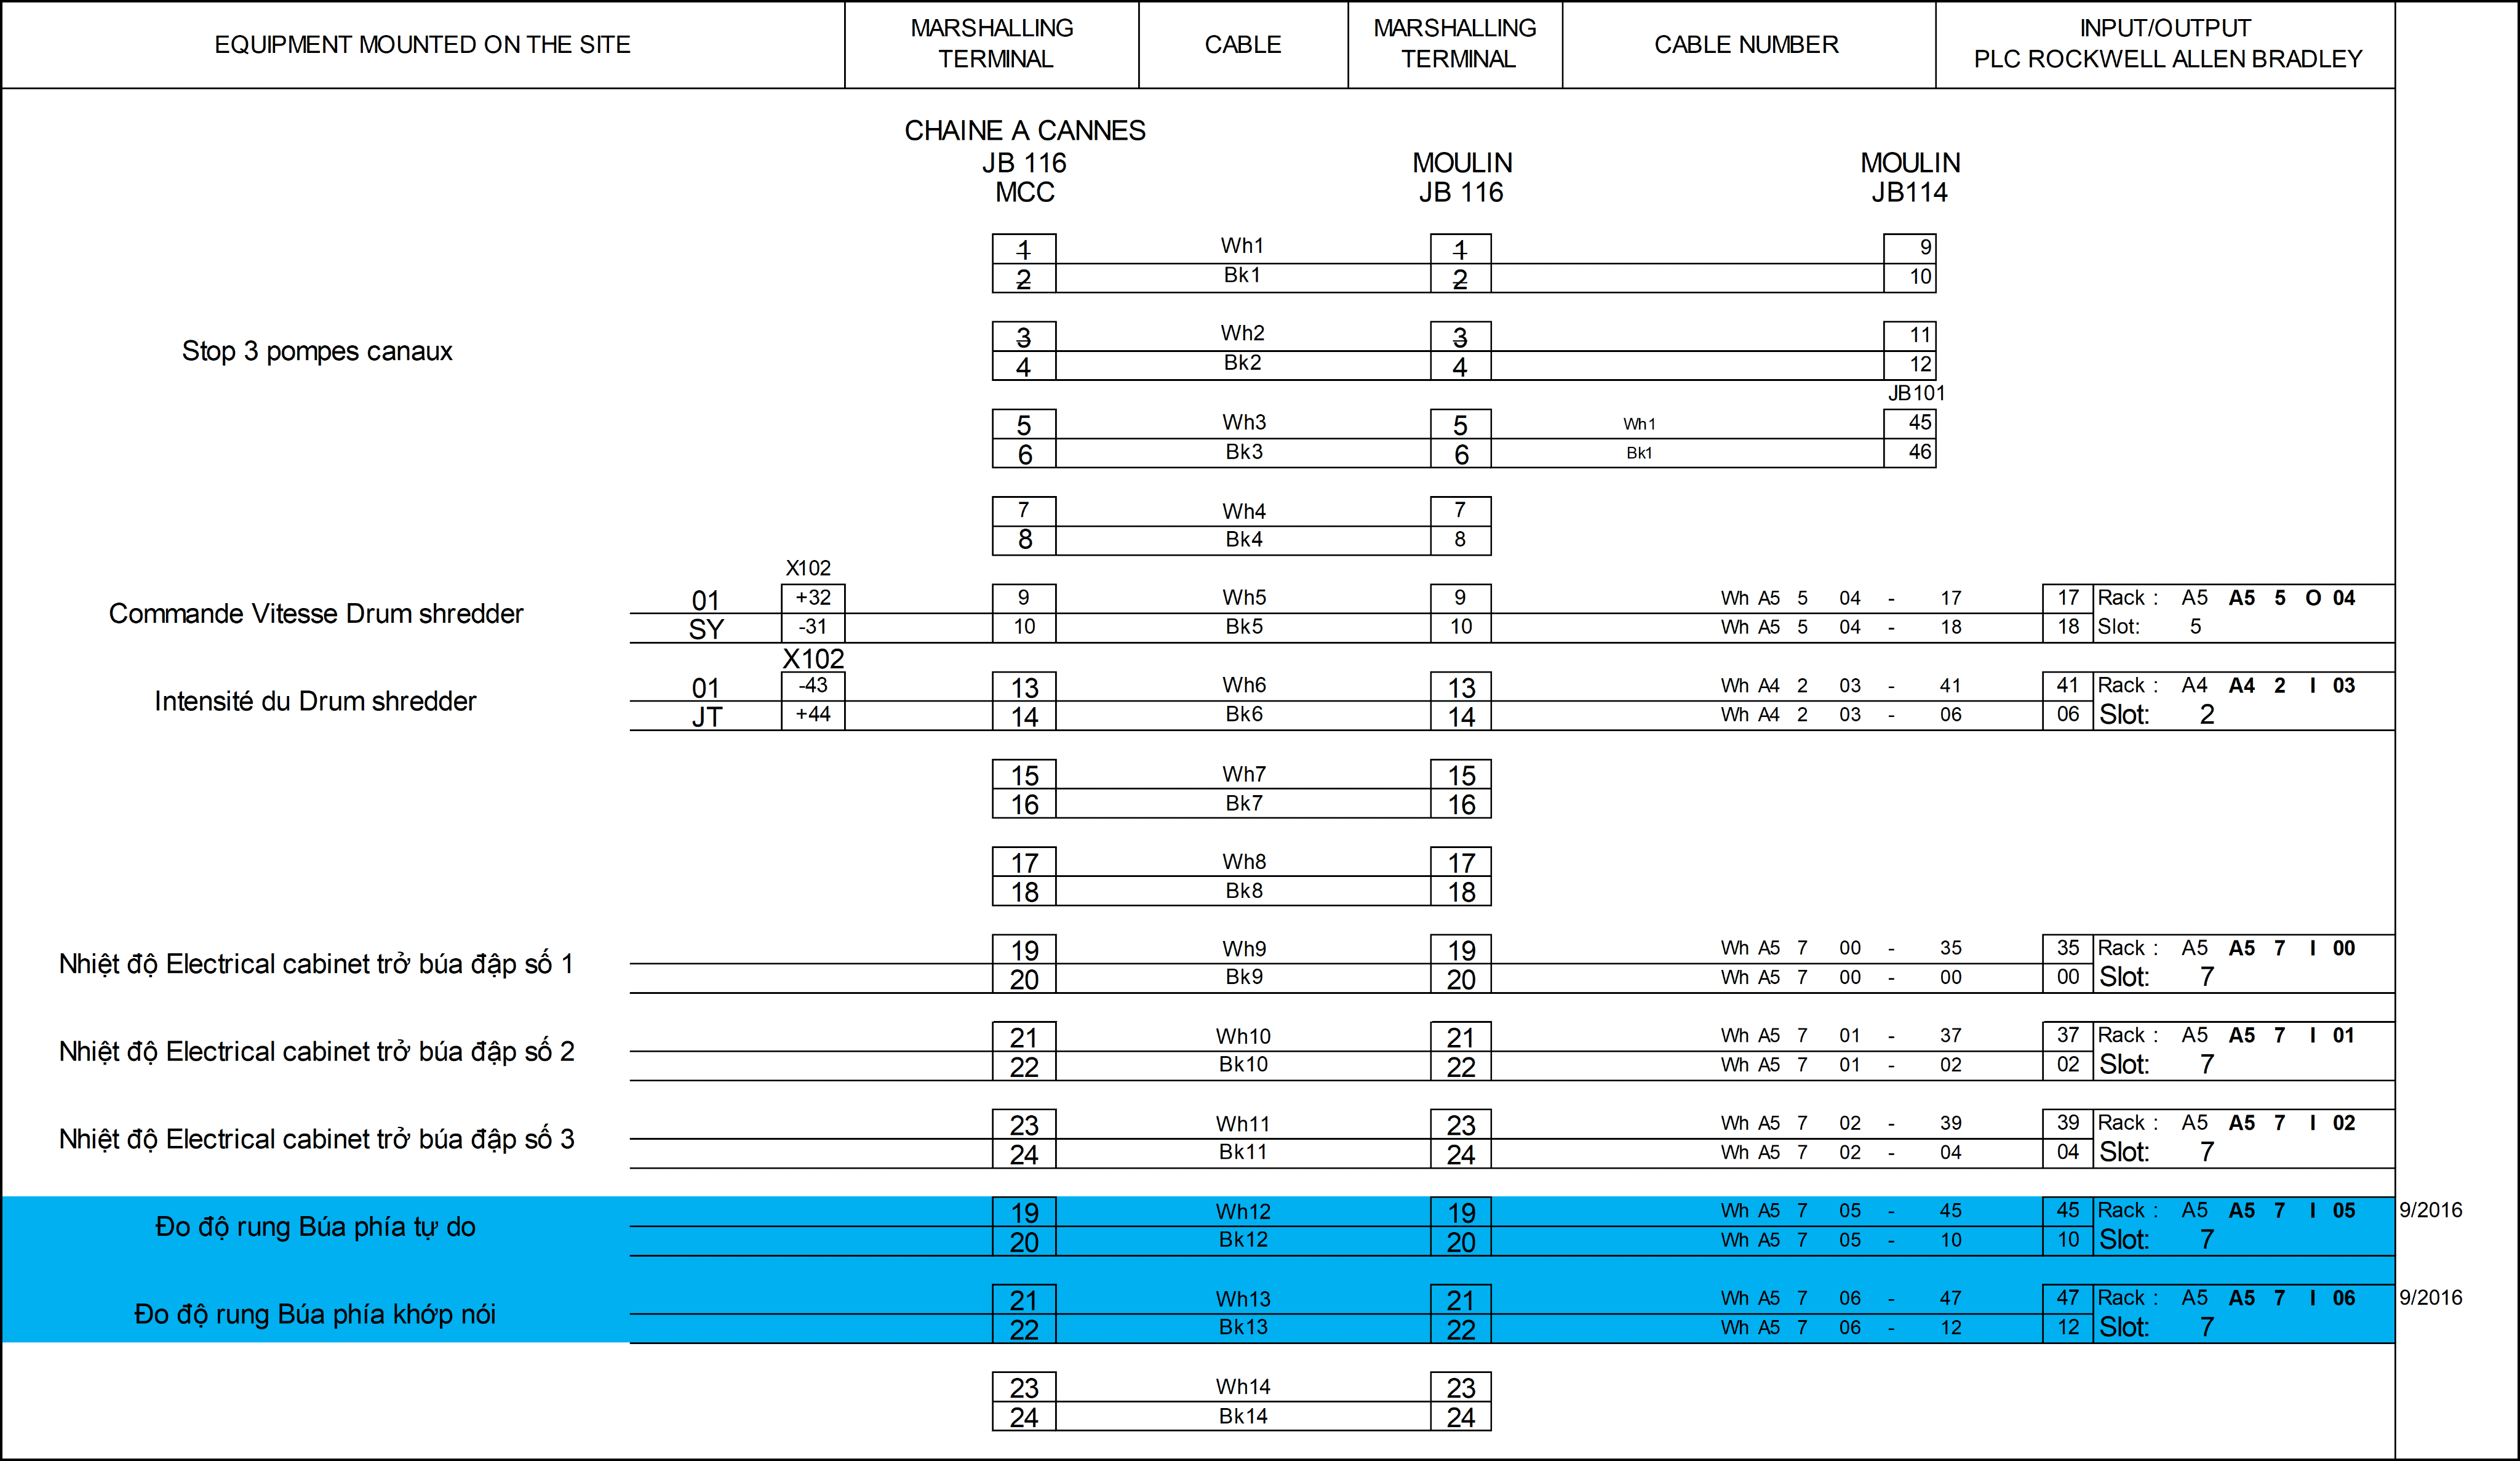 EQUIPMENT MOUNTED ON THE SITE
MARSHALLING
TERMINAL
CABLE
MARSHALLING
TERMINAL
CABLE NUMBER
INPUT/OUTPUT
PLC ROCKWELL ALLEN BRADLEY
CHAINE A CANNES
JB 116
MCC
MOULIN
JB 116
MOULIN
JB114
1 Wh1 1 9
2 Bk1 2 10
Stop 3 pompes canaux
3 Wh2 3 11
4 Bk2 4 12
JB101
5 Wh3 5 Wh1 45
6 Bk3 6 Bk1 46
7 Wh4 7
8 Bk4 8
X102
Commande Vitesse Drum shredder
01 +32 9 Wh5 9 Wh A5 5 04 - 17 17 Rack : A5 A5 5 O 04
SY -31 10 Bk5 10 Wh A5 5 04 - 18 18 Slot: 5
X102
Intensité du Drum shredder
01 -43 13 Wh6 13 Wh A4 2 03 - 41 41 Rack : A4 A4 2 I 03
JT +44 14 Bk6 14 Wh A4 2 03 - 06 06 Slot: 2
15 Wh7 15
16 Bk7 16
17 Wh8 17
18 Bk8 18
Nhiệt độ Electrical cabinet trở búa đập số 1
19 Wh9 19 Wh A5 7 00 - 35 35 Rack : A5 A5 7 I 00
20 Bk9 20 Wh A5 7 00 - 00 00 Slot: 7
Nhiệt độ Electrical cabinet trở búa đập số 2
21 Wh10 21 Wh A5 7 01 - 37 37 Rack : A5 A5 7 I 01
22 Bk10 22 Wh A5 7 01 - 02 02 Slot: 7
Nhiệt độ Electrical cabinet trở búa đập số 3
23 Wh11 23 Wh A5 7 02 - 39 39 Rack : A5 A5 7 I 02
24 Bk11 24 Wh A5 7 02 - 04 04 Slot: 7
Đo độ rung Búa phía tự do
19 Wh12 19 Wh A5 7 05 - 45 45 Rack : A5 A5 7 I 05 9/2016
20 Bk12 20 Wh A5 7 05 - 10 10 Slot: 7
Đo độ rung Búa phía khớp nói
21 Wh13 21 Wh A5 7 06 - 47 47 Rack : A5 A5 7 I 06 9/2016
22 Bk13 22 Wh A5 7 06 - 12 12 Slot: 7
23 Wh14 23
24 Bk14 24